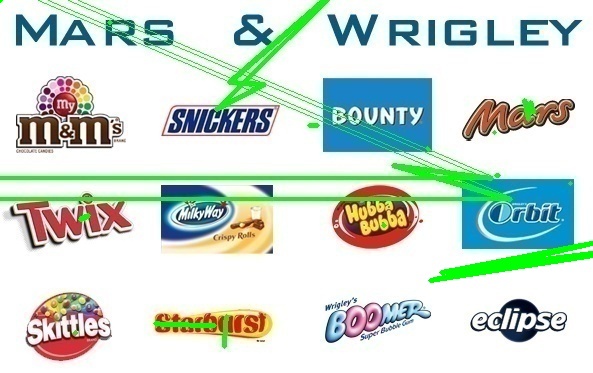 MARS & WRIGLEY
my
m&m's
CHOCOLATE CANDIES
BRAND
SNICKERS
BOUNTY
Mars
Twix
MilkyWay
Crispy Rolls
Hubba
Bubba
Orbit
Skittles
Starburst
Wrigley's
BOOMER
Super Bubble Gum
eclipse